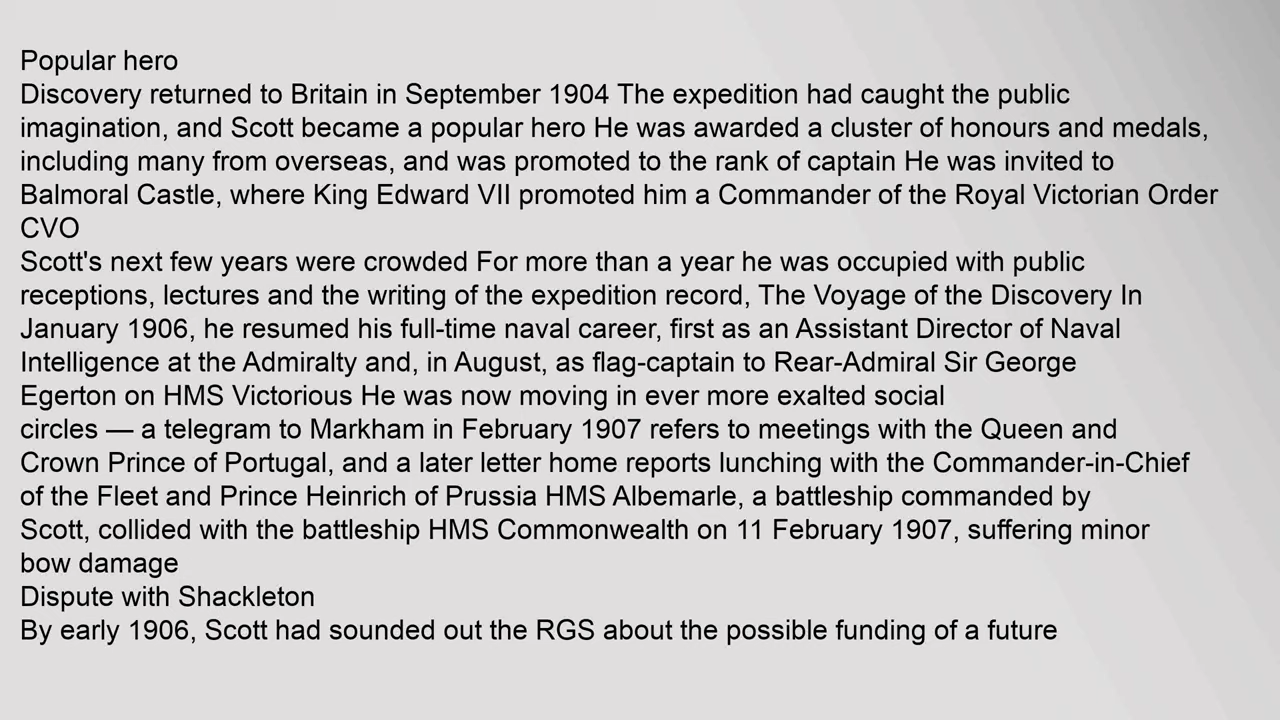 Popular hero
Discovery returned to Britain in September 1904 The expedition had caught the public
imagination, and Scott became a popular hero He was awarded a cluster of honours and medals,
including many from overseas, and was promoted to the rank of captain He was invited to
Balmoral Castle, where King Edward VII promoted him a Commander of the Royal Victorian Order
CVO
Scott's next few years were crowded For more than a year he was occupied with public
receptions, lectures and the writing of the expedition record, The Voyage of the Discovery In
January 1906, he resumed his full-time naval career, first as an Assistant Director of Naval
Intelligence at the Admiralty and, in August, as flag-captain to Rear-Admiral Sir George
Egerton on HMS Victorious He was now moving in ever more exalted social
circles — a telegram to Markham in February 1907 refers to meetings with the Queen and
Crown Prince of Portugal, and a later letter home reports lunching with the Commander-in-Chief
of the Fleet and Prince Heinrich of Prussia HMS Albemarle, a battleship commanded by
Scott, collided with the battleship HMS Commonwealth on 11 February 1907, suffering minor
bow damage
Dispute with Shackleton
By early 1906, Scott had sounded out the RGS about the possible funding of a future